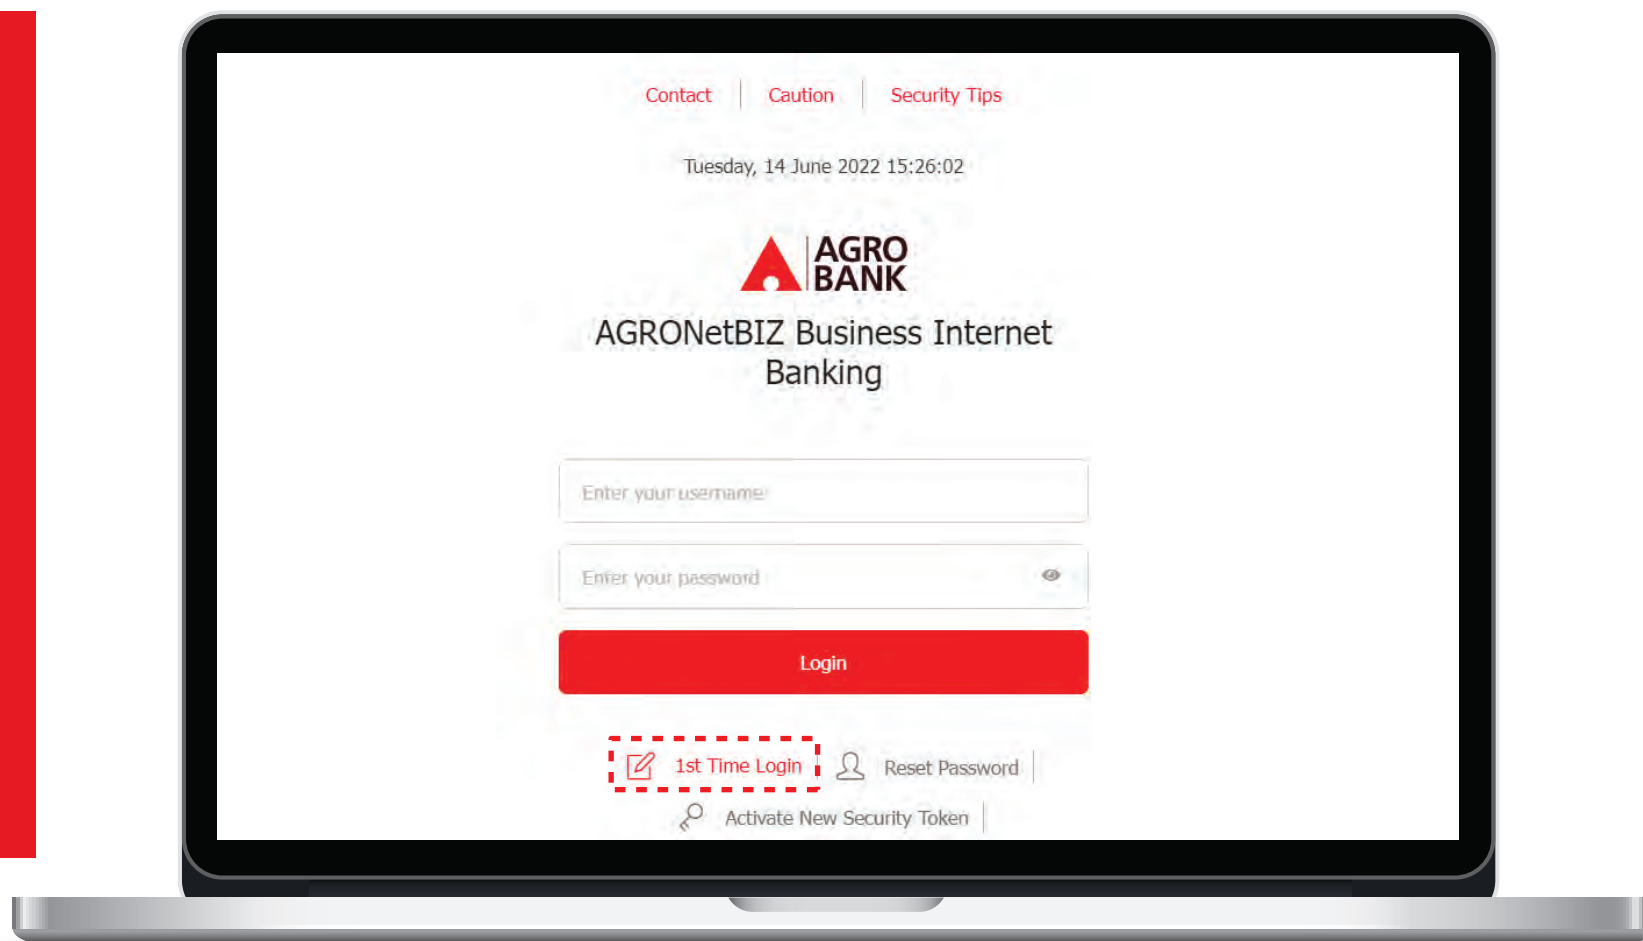 Contact Caution Security Tips
Tuesday, 14 June 2022 15:26:02
AGRO
BANK
AGRONetBIZ Business Internet
Banking
Enter your username
Enter your password
Login
1st Time Login Reset Password
Activate New Security Token